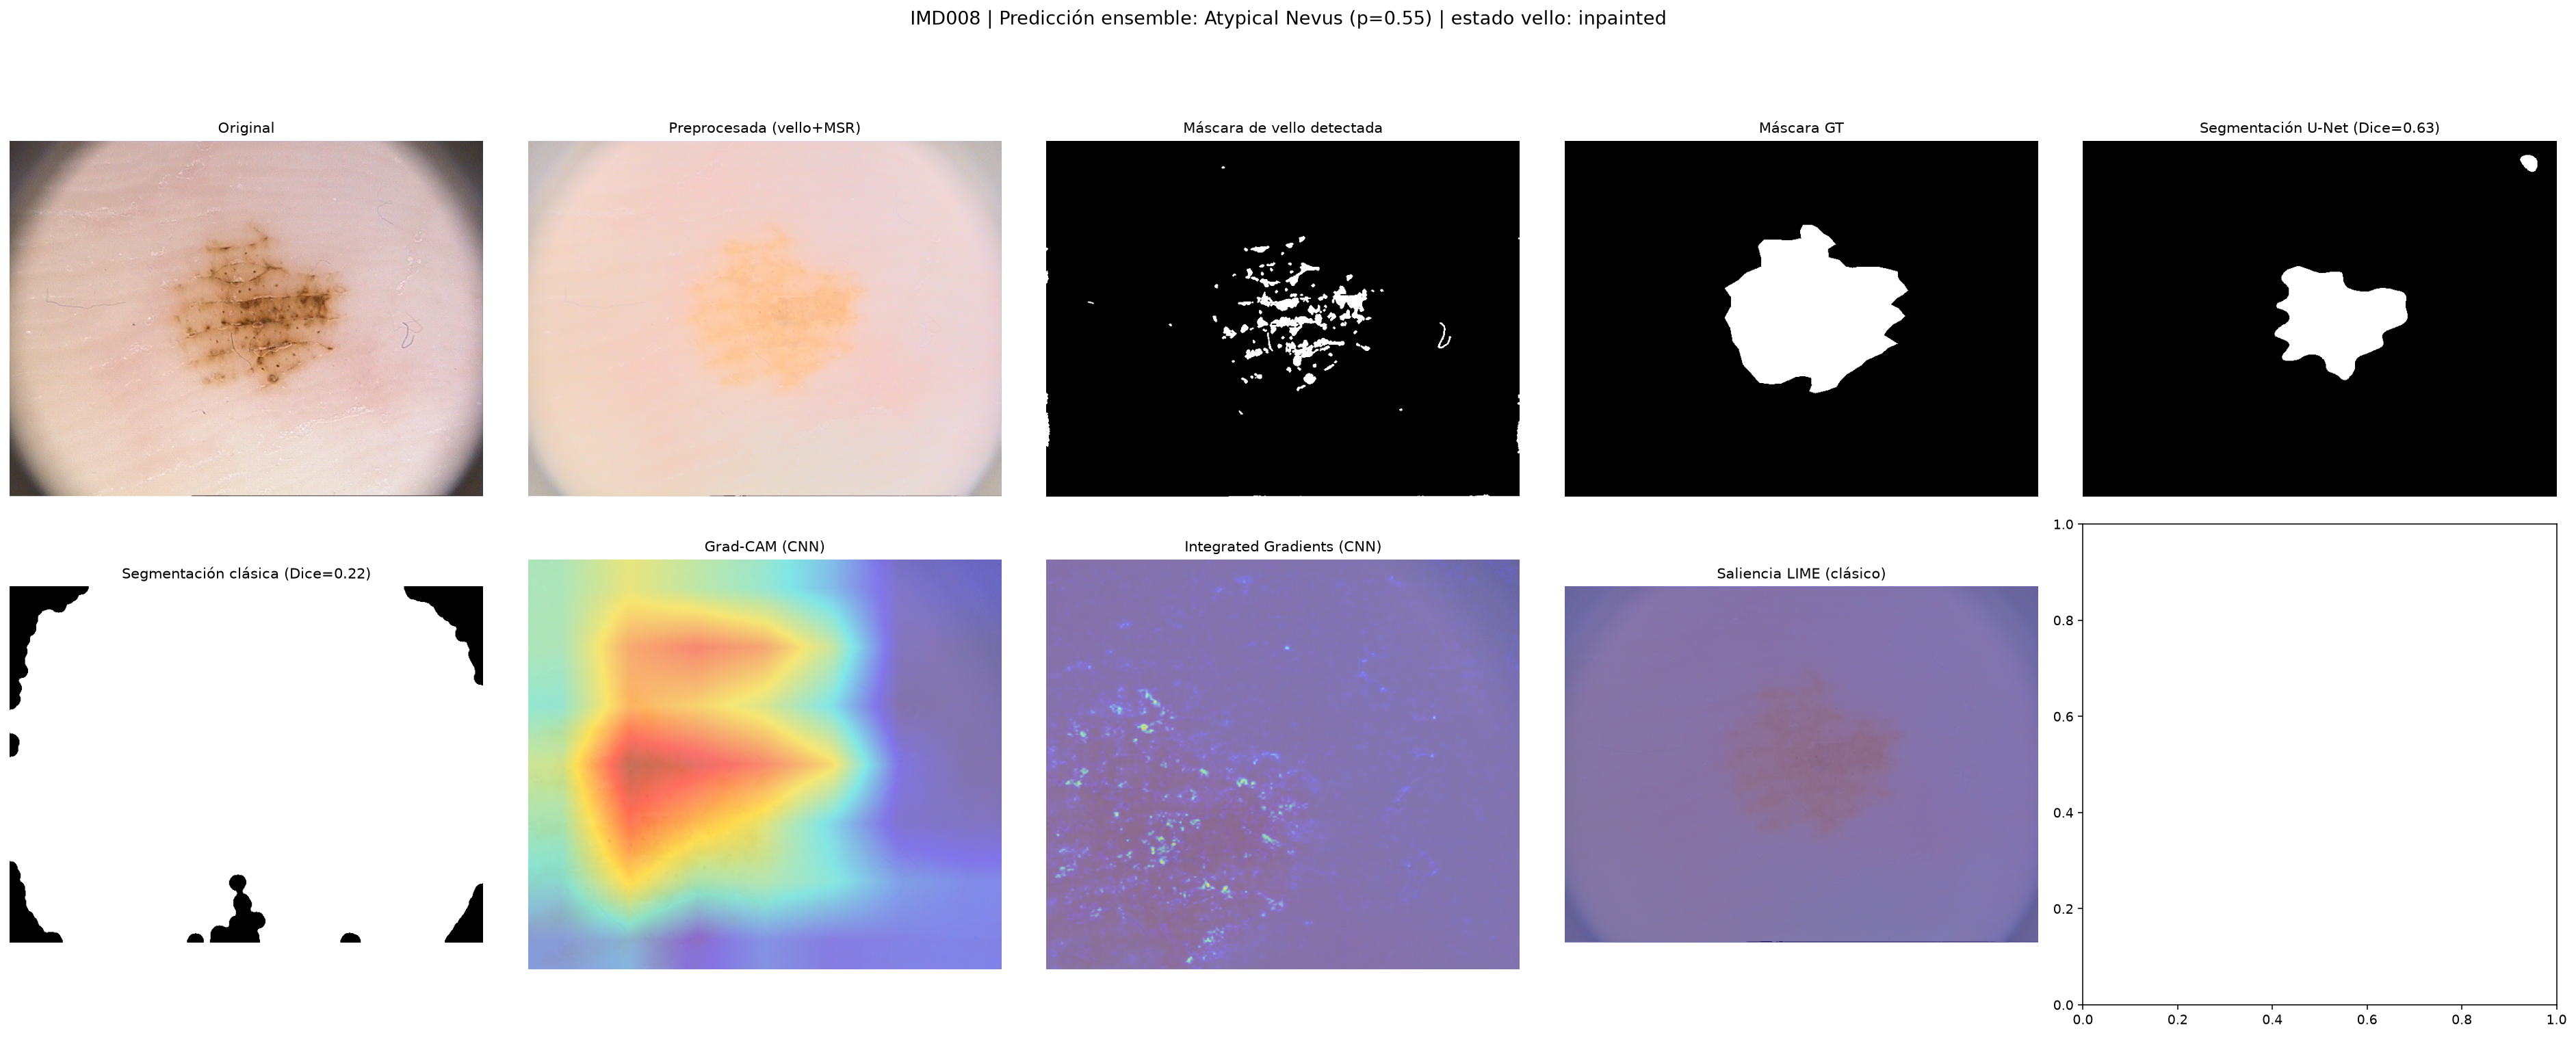 IMD008 | Predicción ensemble: Atypical Nevus (p=0.55) | estado vello: inpainted
Original
Preprocesada (vello+MSR)
Máscara de vello detectada
Máscara GT
Segmentación U-Net (Dice=0.63)
Segmentación clásica (Dice=0.22)
Grad-CAM (CNN)
Integrated Gradients (CNN)
Saliencia LIME (clásico)
1.0
0.8
0.6
0.4
0.2
0.0
0.0 0.2 0.4 0.6 0.8 1.0